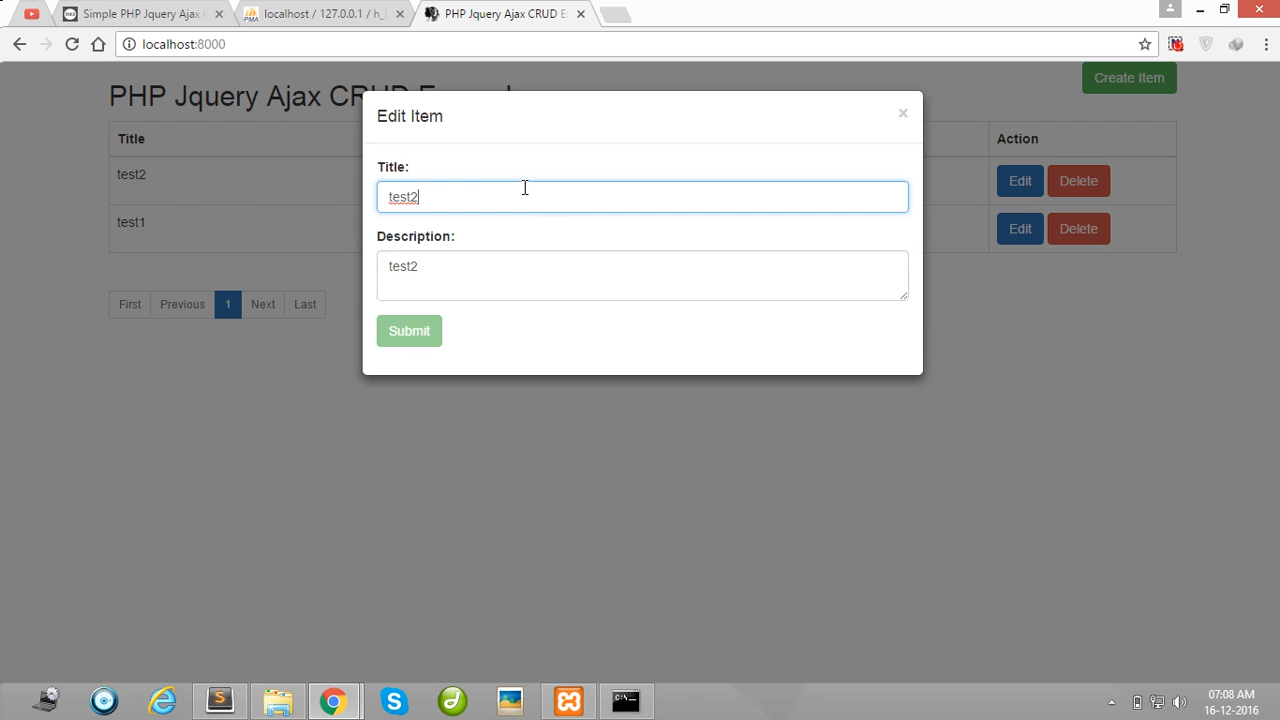 Simple PHP Jquery Ajax C
localhost / 127.0.0.1 / h_
PHP Jquery Ajax CRUD E
localhost:8000
PHP Jquery Ajax CRUD E
Create Item
Edit Item
×
Title
Action
Title:
test2
test2
Edit
Delete
test1
Edit
Delete
Description:
test2
First
Previous
1
Next
Last
Submit
07:08 AM
16-12-2016